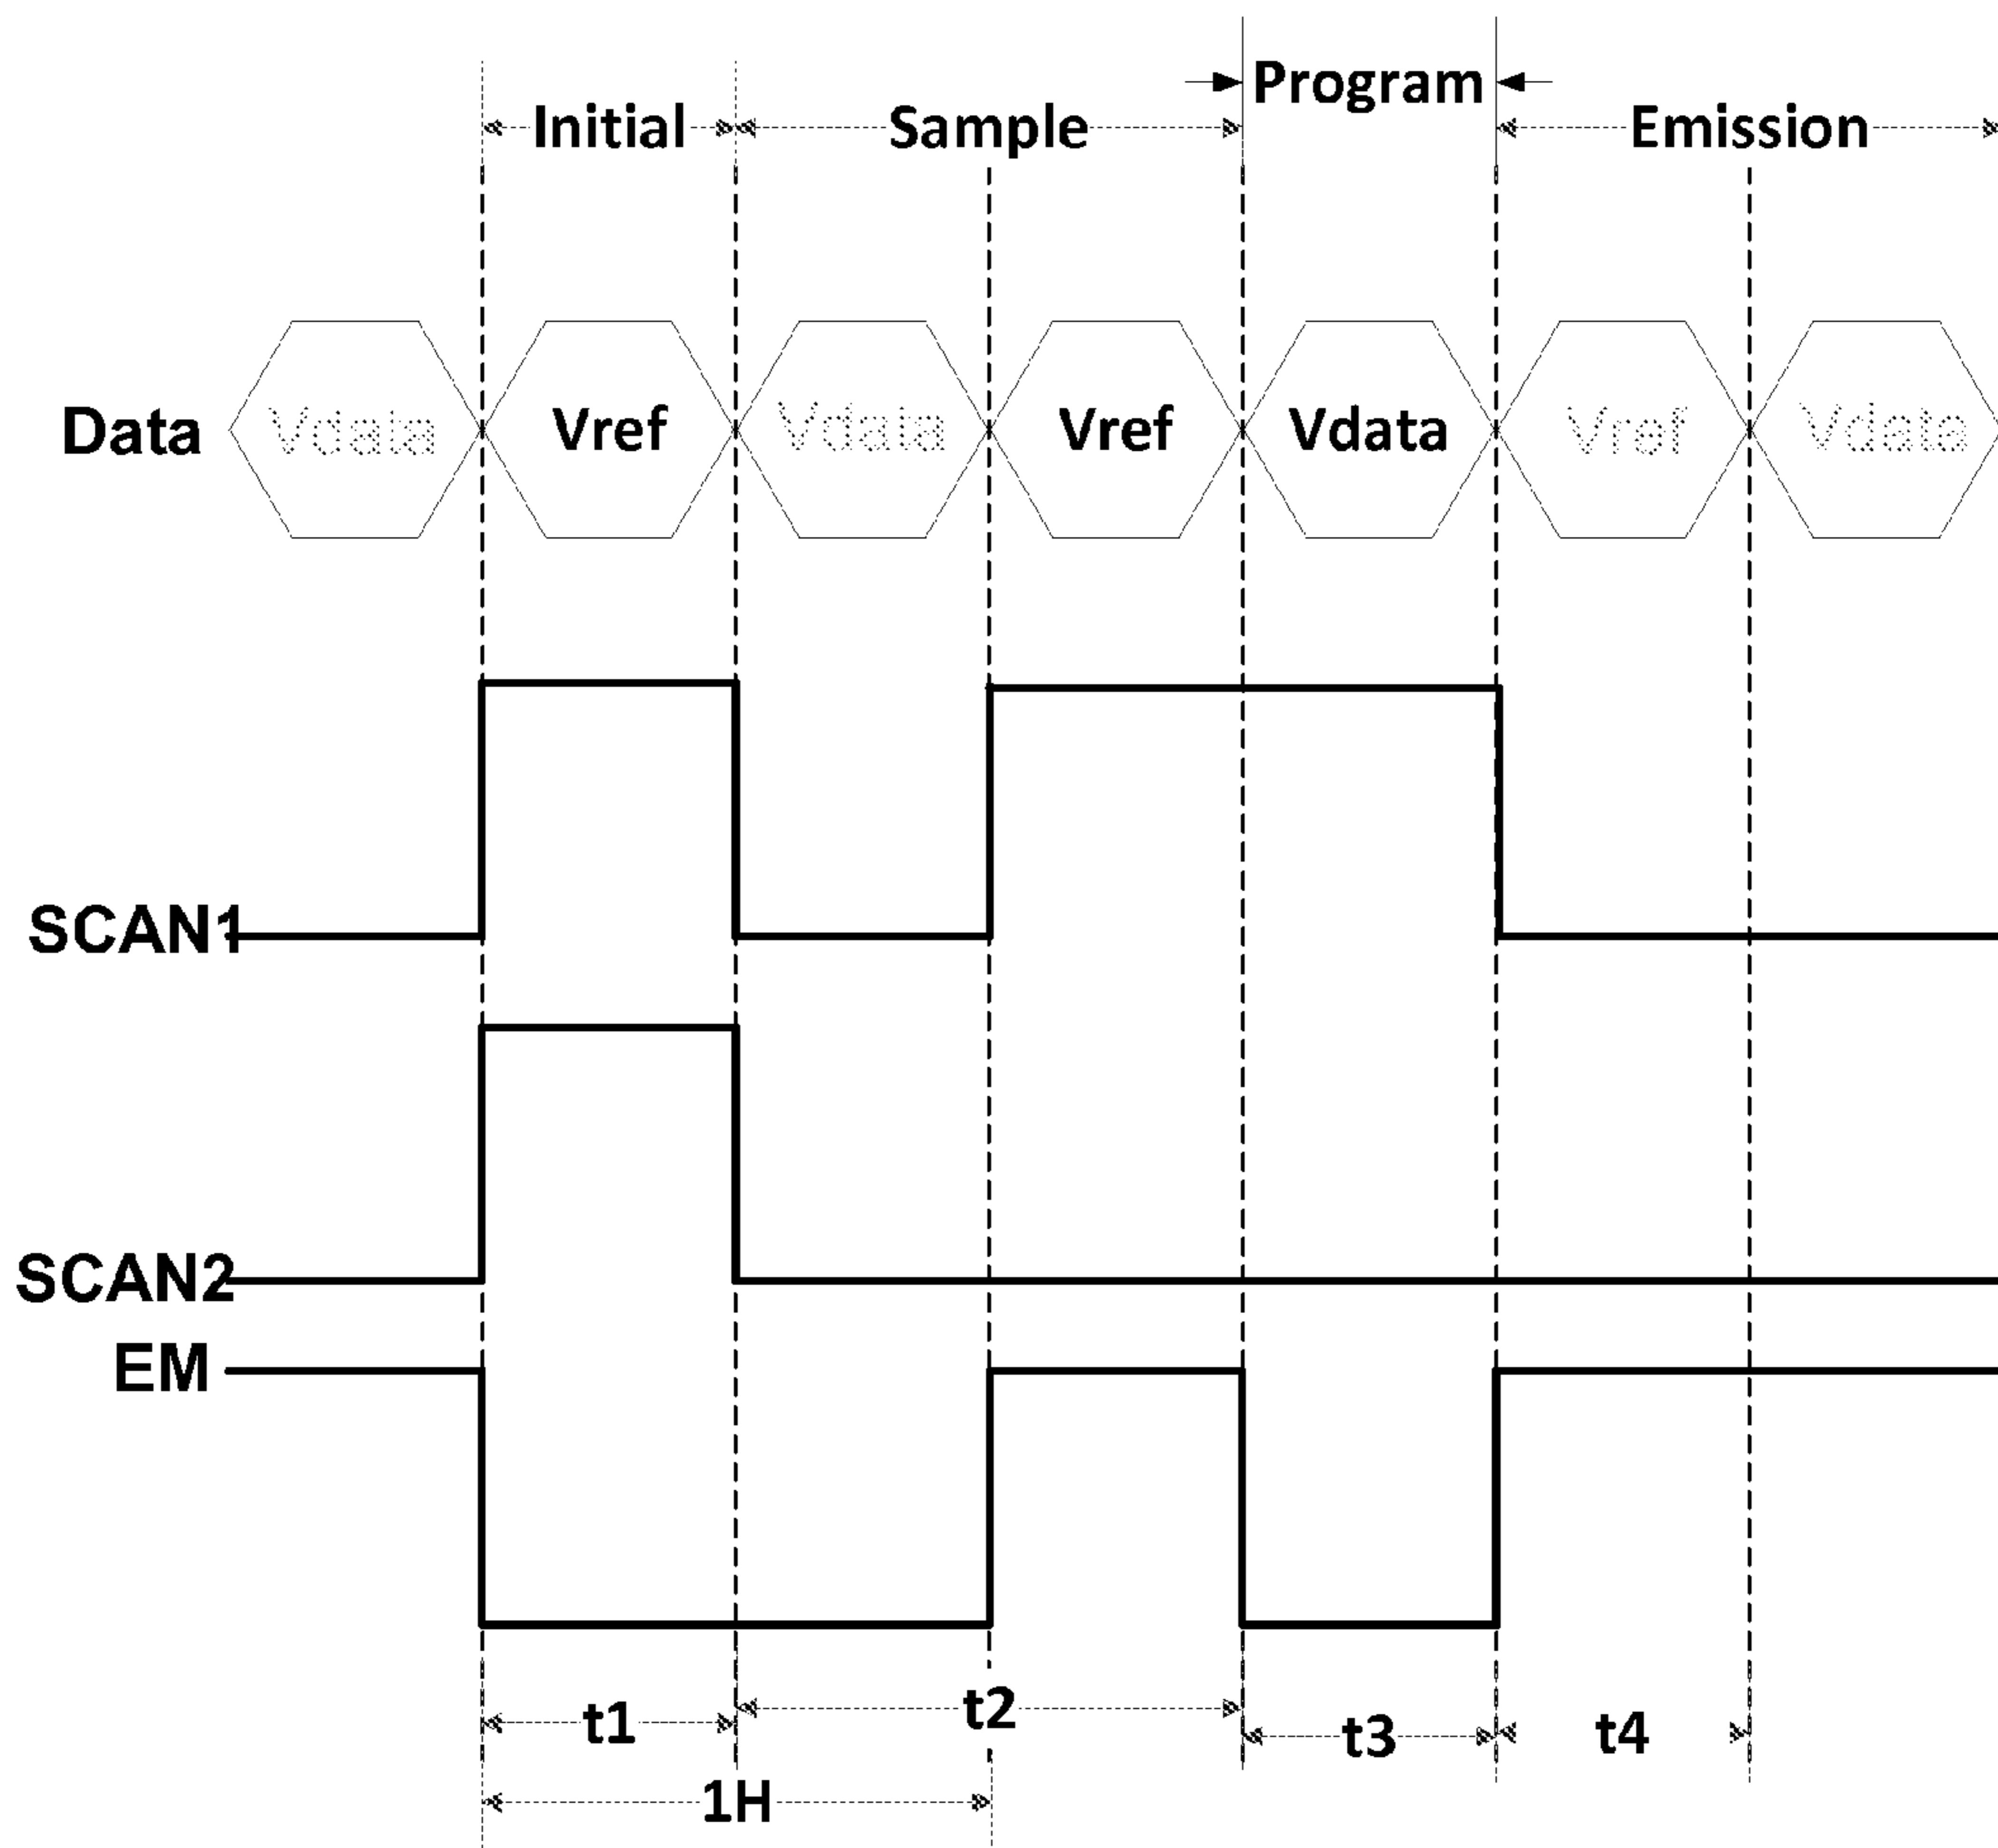 Program
Initial
Sample
Emission
Data
Vdata
Vref
Vdata
Vref
Vdata
Vref
Vdata
SCAN1
SCAN2
EM
t1
t2
t3
t4
1H